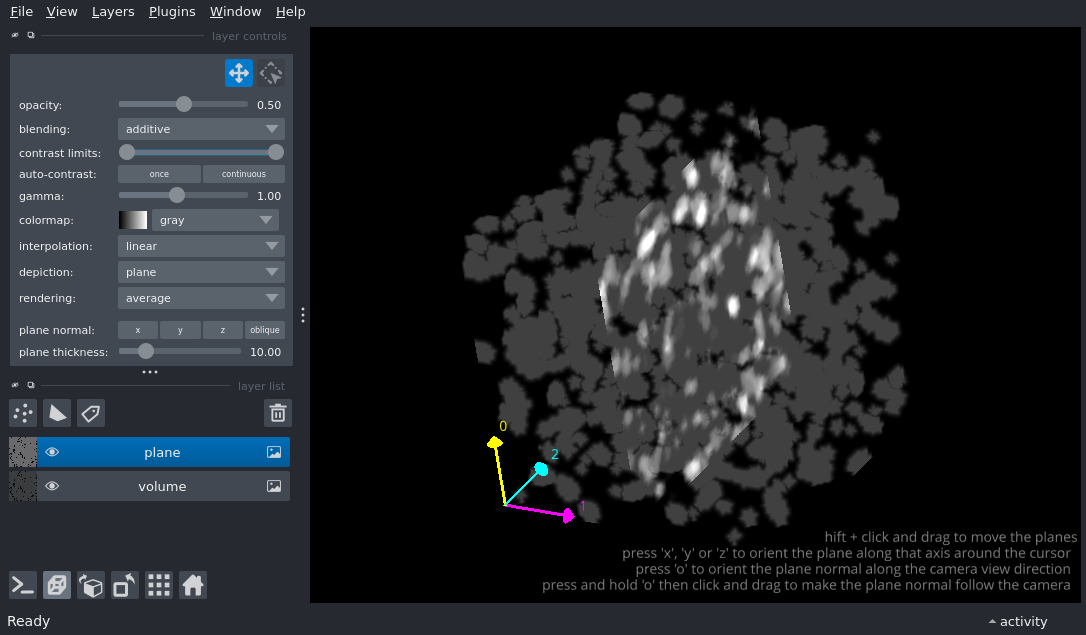 File View Layers Plugins Window Help
layer controls
opacity: 0.50
blending: additive
contrast limits:
auto-contrast: once continuous
gamma: 1.00
colormap: gray
interpolation: linear
depiction: plane
rendering: average
plane normal: x y z oblique
plane thickness: 10.00
layer list
plane
volume
0
2
1
hift + click and drag to move the planes
press 'x', 'y' or 'z' to orient the plane along that axis around the cursor
press 'o' to orient the plane normal along the camera view direction
press and hold 'o' then click and drag to make the plane normal follow the camera
Ready activity